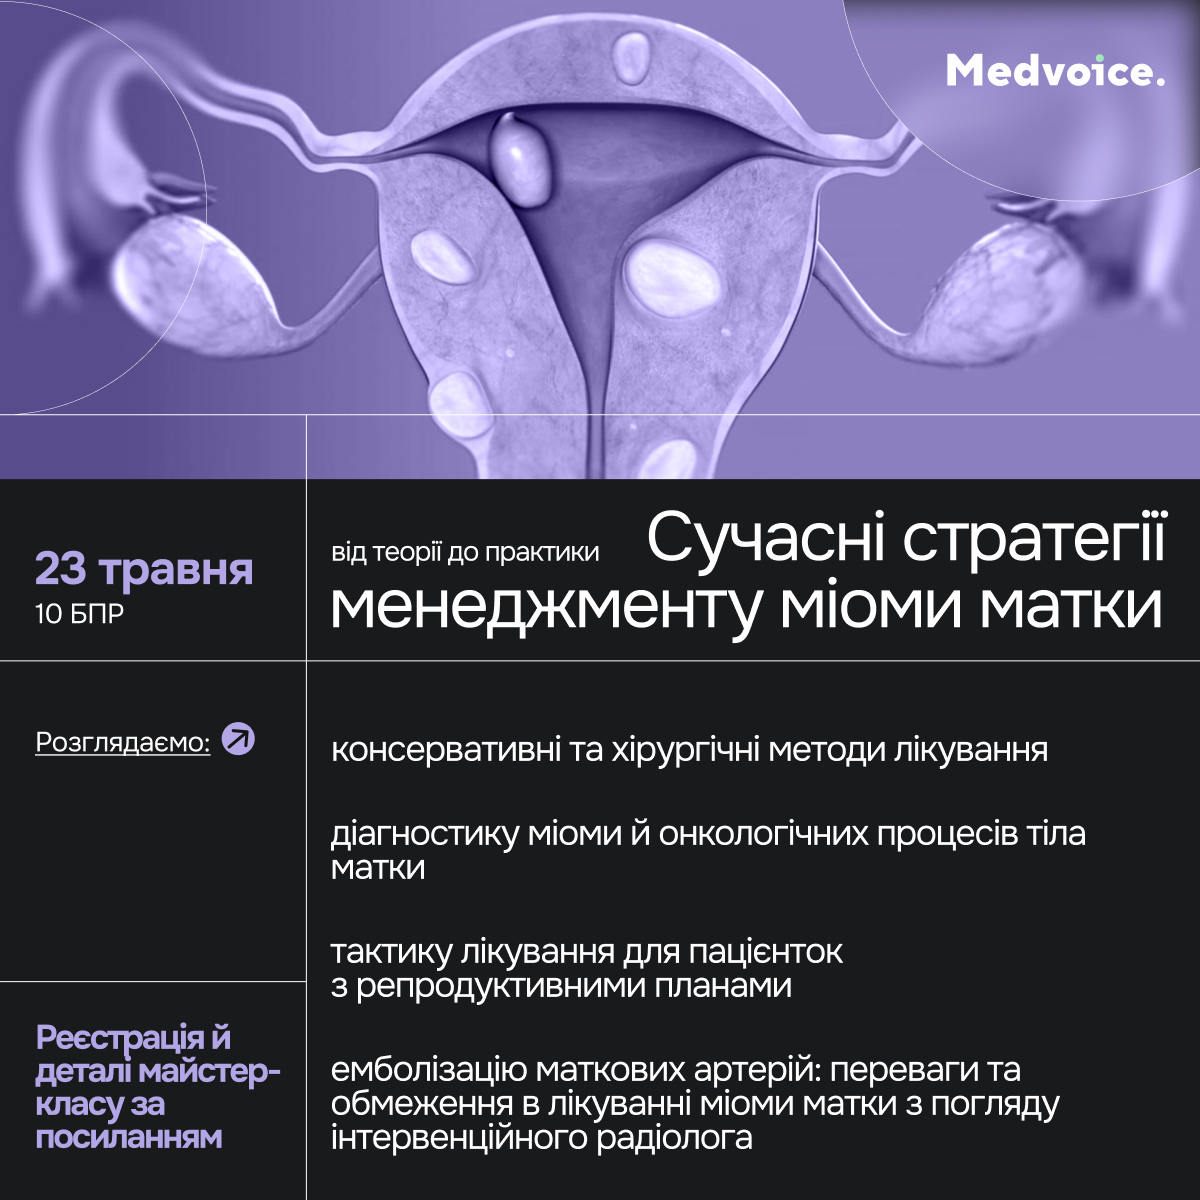 Medvoice.
23 травня
10 БПР
від теорії до практики
Сучасні стратегії
менеджменту міоми матки
Розглядаємо:
консервативні та хірургічні методи лікування
діагностику міоми й онкологічних процесів тіла
матки
тактику лікування для пацієнток
з репродуктивними планами
емболізацію маткових артерій: переваги та
обмеження в лікуванні міоми матки з погляду
інтервенційного радіолога
Реєстрація й
деталі майстер-
класу за
посиланням